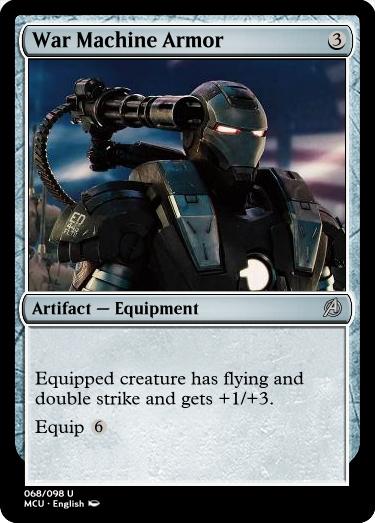 War Machine Armor 3
Artifact — Equipment
Equipped creature has flying and
double strike and gets +1/+3.
Equip 6
068/098 U
MCU • English